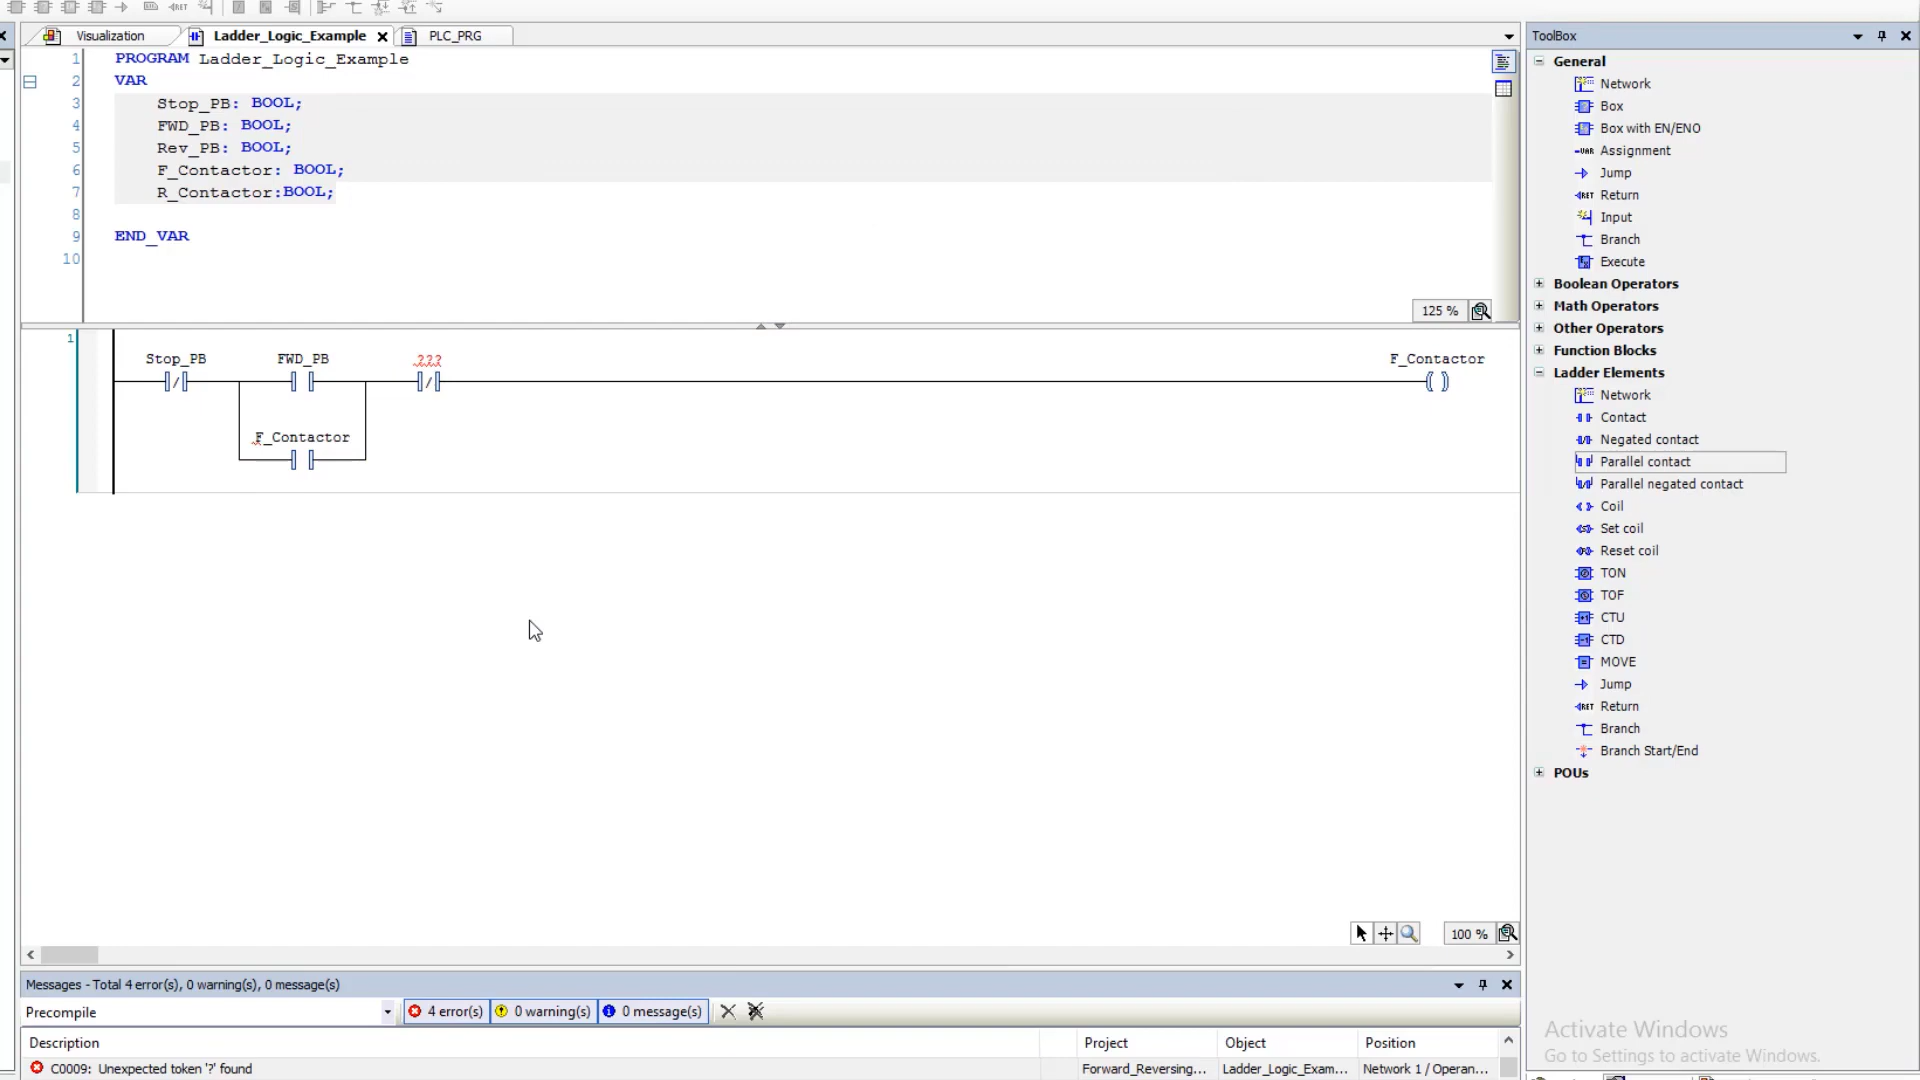 Visualization
Ladder_Logic_Example
PLC_PRG
ToolBox
1 PROGRAM Ladder_Logic_Example
2 VAR
3 Stop_PB: BOOL;
4 FWD_PB: BOOL;
5 Rev_PB: BOOL;
6 F_Contactor: BOOL;
7 R_Contactor:BOOL;
8
9 END_VAR
10
125 %
1
Stop_PB FWD_PB ??? F_Contactor
F_Contactor
100 %
General
Network
Box
Box with EN/ENO
Assignment
Jump
Return
Input
Branch
Execute
Boolean Operators
Math Operators
Other Operators
Function Blocks
Ladder Elements
Network
Contact
Negated contact
Parallel contact
Parallel negated contact
Coil
Set coil
Reset coil
TON
TOF
CTU
CTD
MOVE
Jump
Return
Branch
Branch Start/End
POUs
Messages - Total 4 error(s), 0 warning(s), 0 message(s)
Precompile 4 error(s) 0 warning(s) 0 message(s)
Description Project Object Position
C0009: Unexpected token '?' found Forward_Reversing... Ladder_Logic_Exam... Network 1 / Operan...
Activate Windows
Go to Settings to activate Windows.